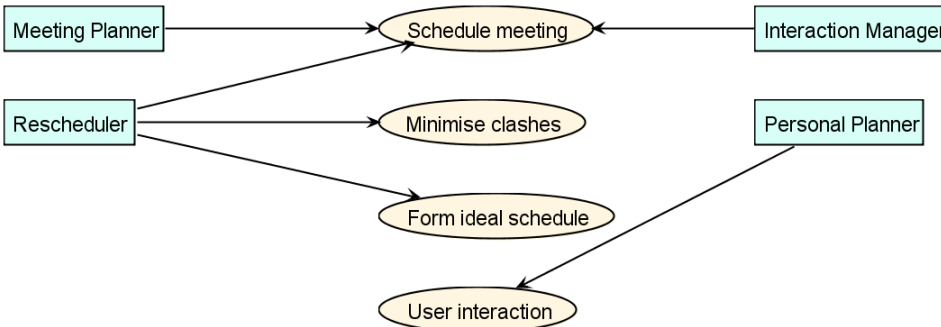 Meeting Planner
Schedule meeting
Interaction Manager
Rescheduler
Minimise clashes
Personal Planner
Form ideal schedule
User interaction